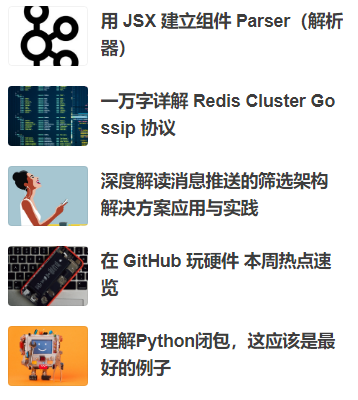 用 JSX 建立组件 Parser（解析
器）
一万字详解 Redis Cluster Go
ssip 协议
深度解读消息推送的筛选架构
解决方案应用与实践
在 GitHub 玩硬件 本周热点速
览
理解Python闭包，这应该是最
好的例子